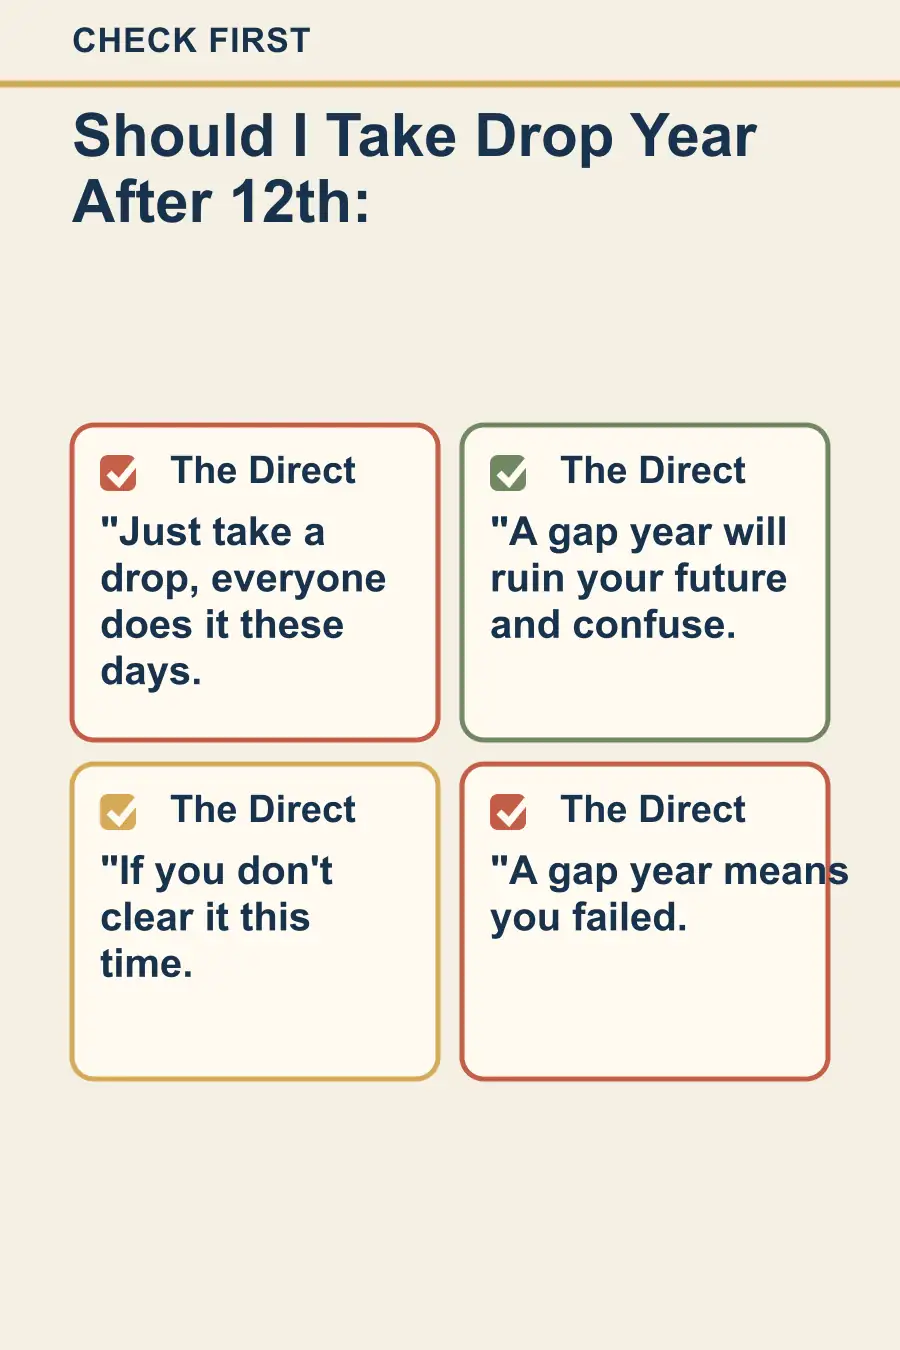 CHECK FIRST
Should I Take Drop Year
After 12th:
The Direct
"Just take a
drop, everyone
does it these
days.
The Direct
"A gap year will
ruin your future
and confuse.
The Direct
"If you don't
clear it this
time.
The Direct
"A gap year means
you failed.